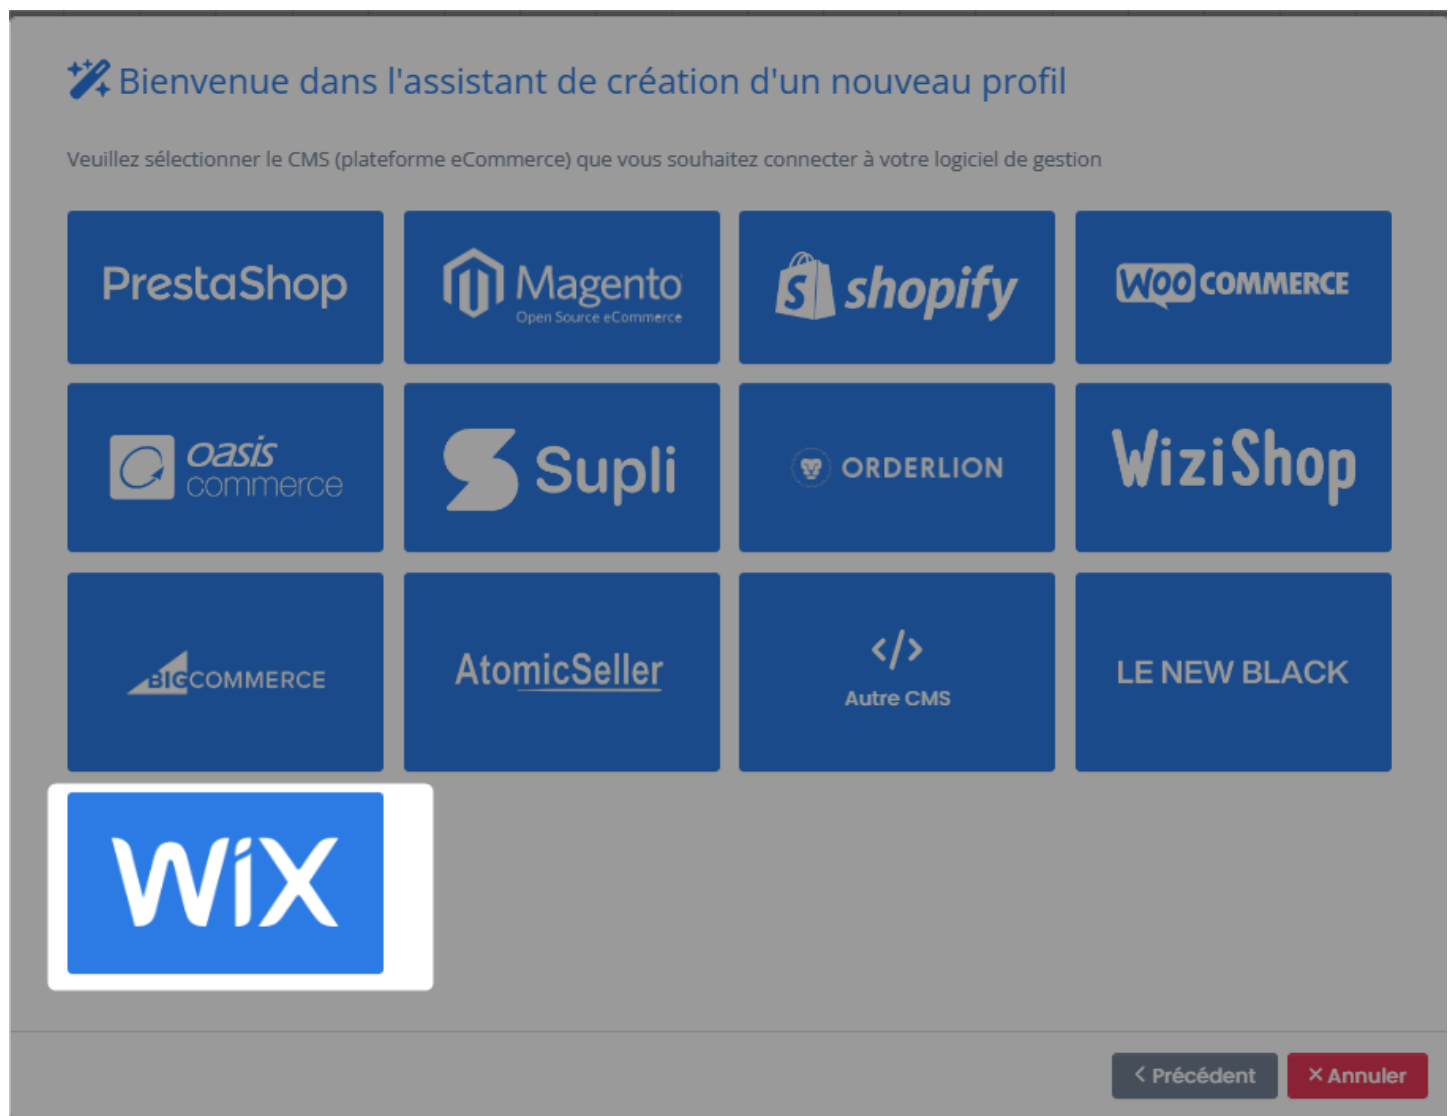 Bienvenue dans l'assistant de création d'un nouveau profil
Veuillez sélectionner le CMS (plateforme eCommerce) que vous souhaitez connecter à votre logiciel de gestion
PrestaShop
Magento
Open Source eCommerce
shopify
WOO COMMERCE
oasis
commerce
Supli
ORDERLION
WiziShop
BIGCOMMERCE
AtomicSeller
</>
Autre CMS
LE NEW BLACK
WiX
< Précédent
× Annuler